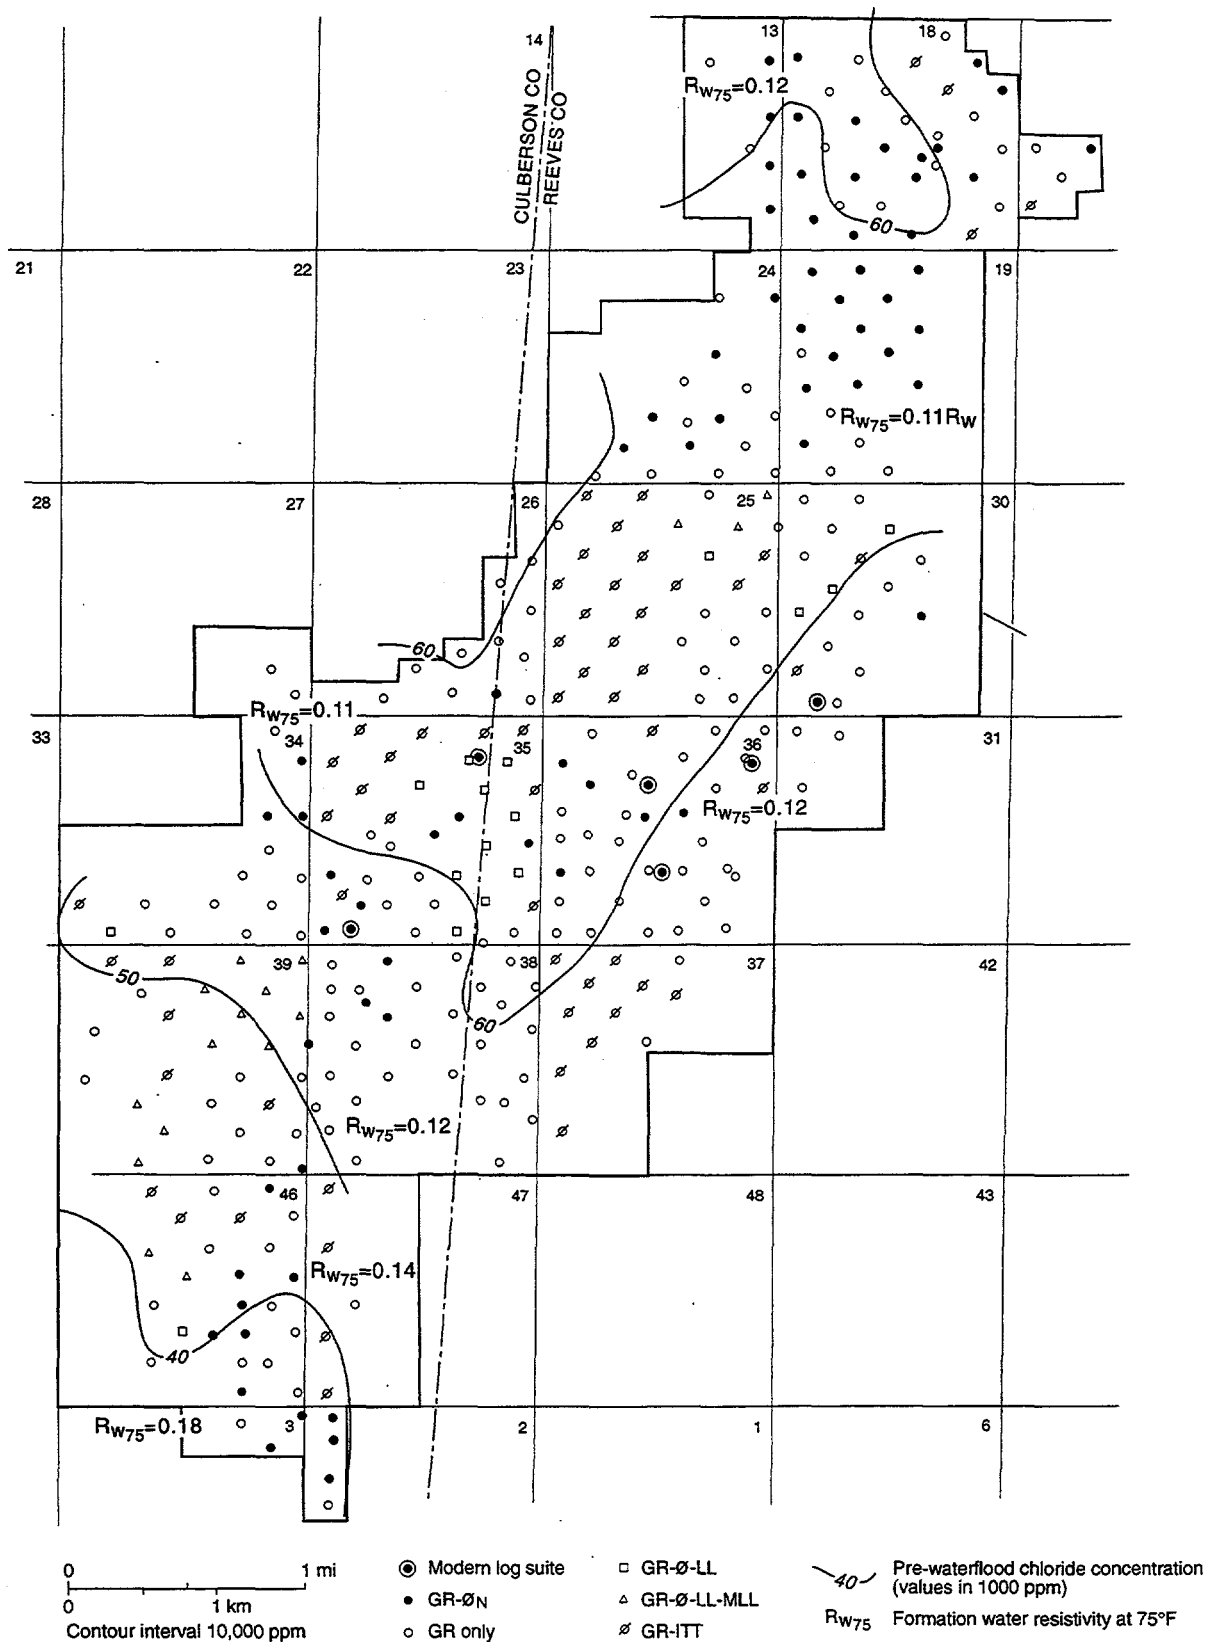 14
13
18
CULBERSON CO
REEVES CO
RW75=0.12
60
21
22
23
24
19
RW75=0.11RW
28
27
26
25
30
60
RW75=0.11
33
34
35
36
31
RW75=0.12
50
39
38
37
42
60
RW75=0.12
46
47
48
43
RW75=0.14
40
RW75=0.18
3
2
1
6
0 1 mi
0 1 km
Contour interval 10,000 ppm
Modern log suite
GR-ØN
GR only
GR-Ø-LL
GR-Ø-LL-MLL
GR-ITT
40 Pre-waterflood chloride concentration
(values in 1000 ppm)
RW75 Formation water resistivity at 75°F